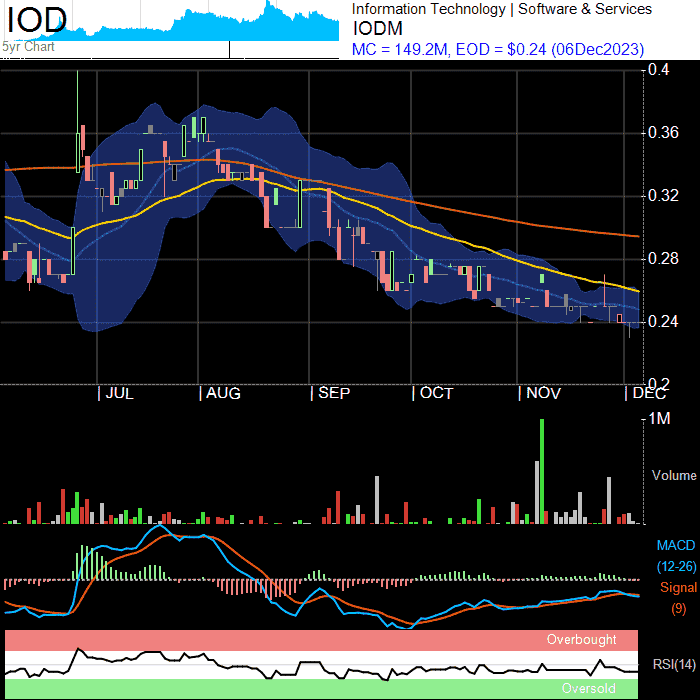 IOD
5yr Chart
Information Technology | Software & Services
IODM
MC = 149.2M, EOD = $0.24 (06Dec2023)
0.4
0.36
0.32
0.28
0.24
0.2
| JUL | AUG | SEP | OCT | NOV | DEC
1M
Volume
MACD
(12-26)
Signal
(9)
Overbought
RSI(14)
Oversold